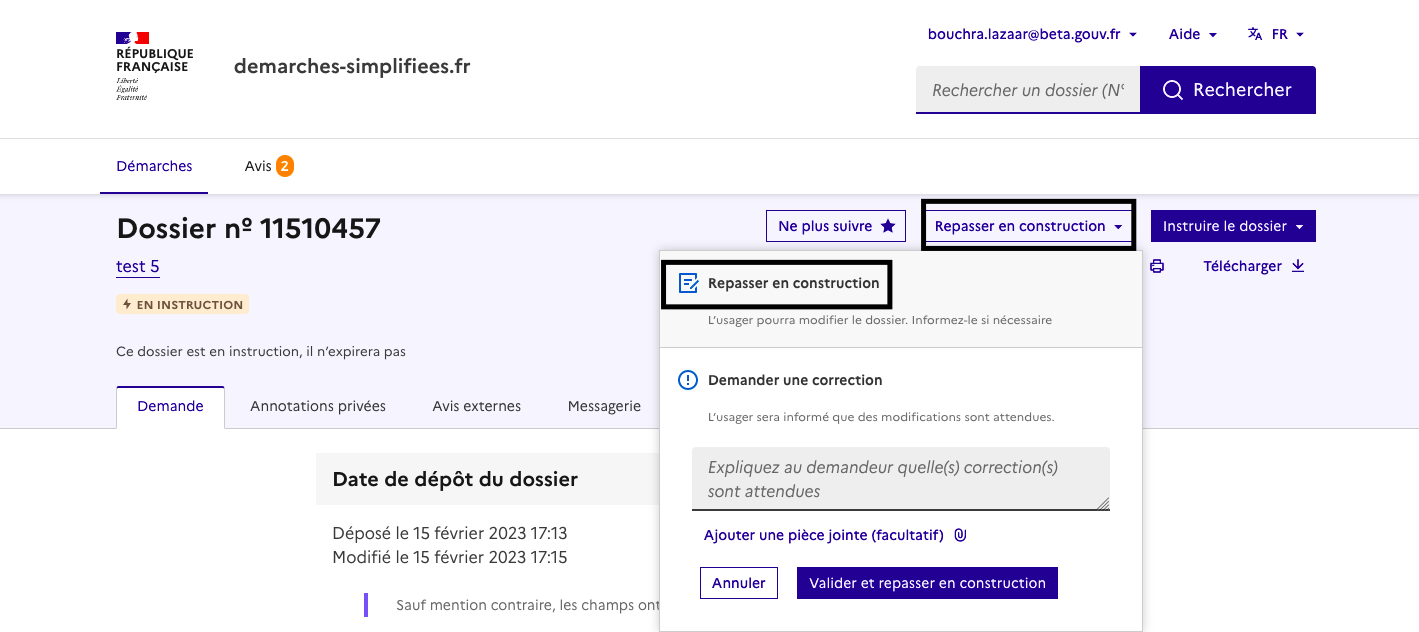 RÉPUBLIQUE
FRANÇAISE
Liberté
Égalité
Fraternité
demarches-simplifiees.fr
bouchra.lazaar@beta.gouv.fr
Aide
FR
Rechercher un dossier (N°
Rechercher
Démarches
Avis 2
Dossier nº 11510457
test 5
EN INSTRUCTION
Ce dossier est en instruction, il n’expirera pas
Ne plus suivre
Repasser en construction
Instruire le dossier
Télécharger
Demande
Annotations privées
Avis externes
Messagerie
Repasser en construction
L’usager pourra modifier le dossier. Informez-le si nécessaire
Demander une correction
L’usager sera informé que des modifications sont attendues.
Expliquez au demandeur quelle(s) correction(s)
sont attendues
Ajouter une pièce jointe (facultatif)
Annuler
Valider et repasser en construction
Date de dépôt du dossier
Déposé le 15 février 2023 17:13
Modifié le 15 février 2023 17:15
Sauf mention contraire, les champs ont